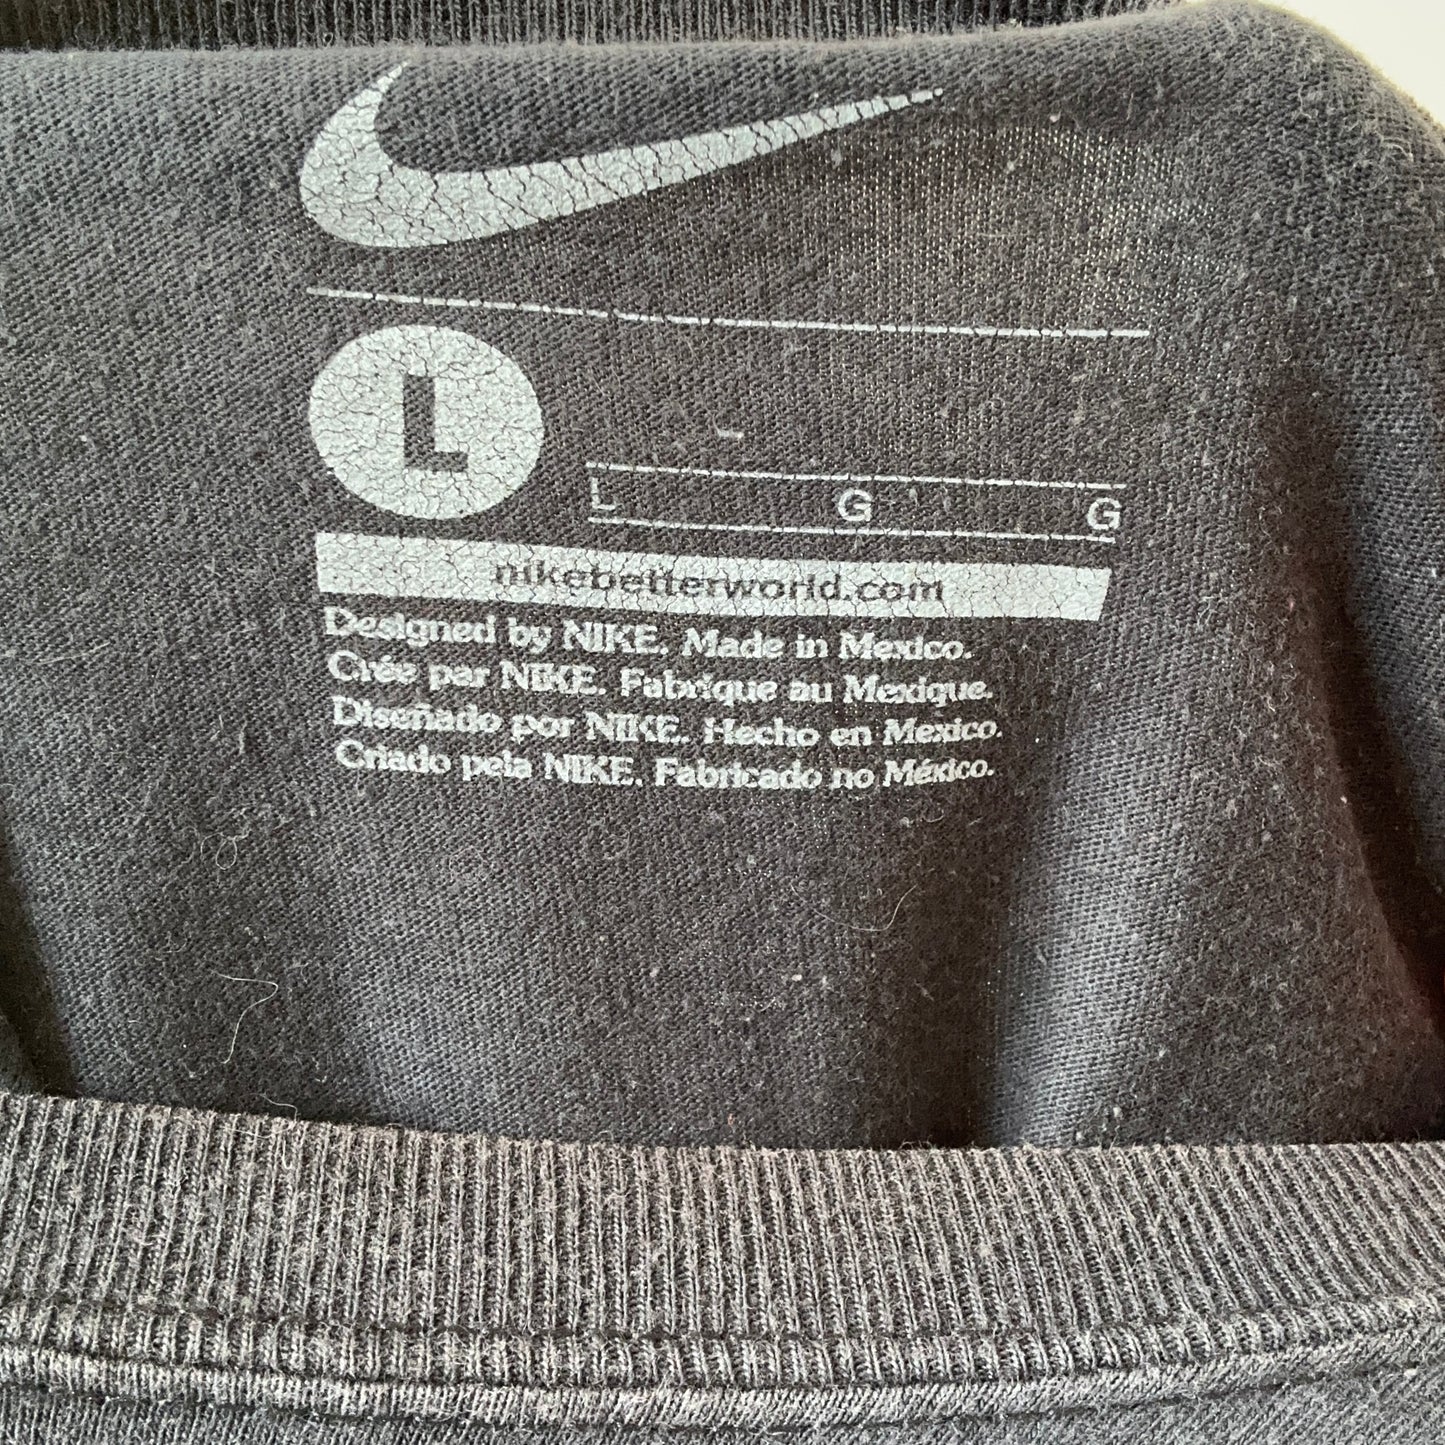 L
L G G
nikebetterworld.com
Designed by NIKE. Made in Mexico.
Crée par NIKE. Fabrique au Mexique.
Diseñado por NIKE. Hecho en Mexico.
Criado pela NIKE. Fabricado no México.